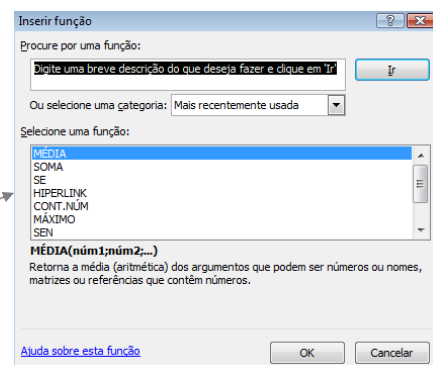 Inserir função
Procure por uma função:
Digite uma breve descrição do que deseja fazer e clique em 'Ir'
Ir
Ou selecione uma categoria: Mais recentemente usada
Selecione uma função:
MÉDIA
SOMA
SE
HIPERLINK
CONT.NÚM
MÁXIMO
SEN
MÉDIA(núm1;núm2;...)
Retorna a média (aritmética) dos argumentos que podem ser números ou nomes,
matrizes ou referências que contêm números.
Ajuda sobre esta função
OK Cancelar